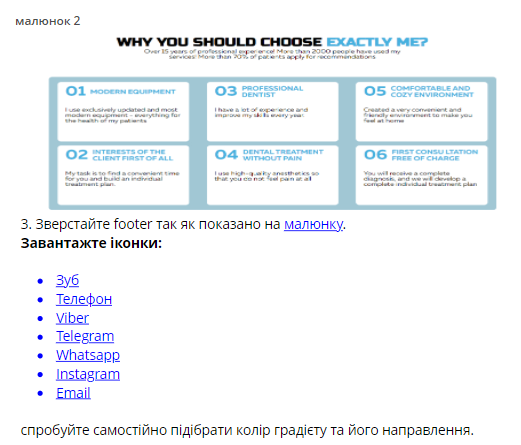 малюнок 2
WHY YOU SHOULD CHOOSE EXACTLY ME?
Over 15 years of professional experience! More than 2000 people have used my
services. More than 70% of patients apply for recommendations
01 MODERN EQUIPMENT
I use exclusively updated and most
modern equipment - everything for
the health of my patients
03 PROFESSIONAL
DENTIST
I have a lot of experience and
improve my skills every year
05 COMFORTABLE AND
COZY ENVIRONMENT
Created a very convenient and
friendly environment to make you
feel at home
02 INTERESTS OF THE
CLIENT FIRST OF ALL
My task is to find a convenient time
for you and build an individual
treatment plan
04 DENTAL TREATMENT
WITHOUT PAIN
I use high-quality anesthetics so
that you do not feel pain at all
06 FIRST CONSULTATION
FREE OF CHARGE
You will receive a complete
diagnosis, and we will develop a
complete individual treatment plan
3. Зверстайте footer так як показано на малюнку.
Завантажте іконки:
Зуб
Телефон
Viber
Telegram
Whatsapp
Instagram
Email
спробуйте самостійно підібрати колір градієту та його направлення.